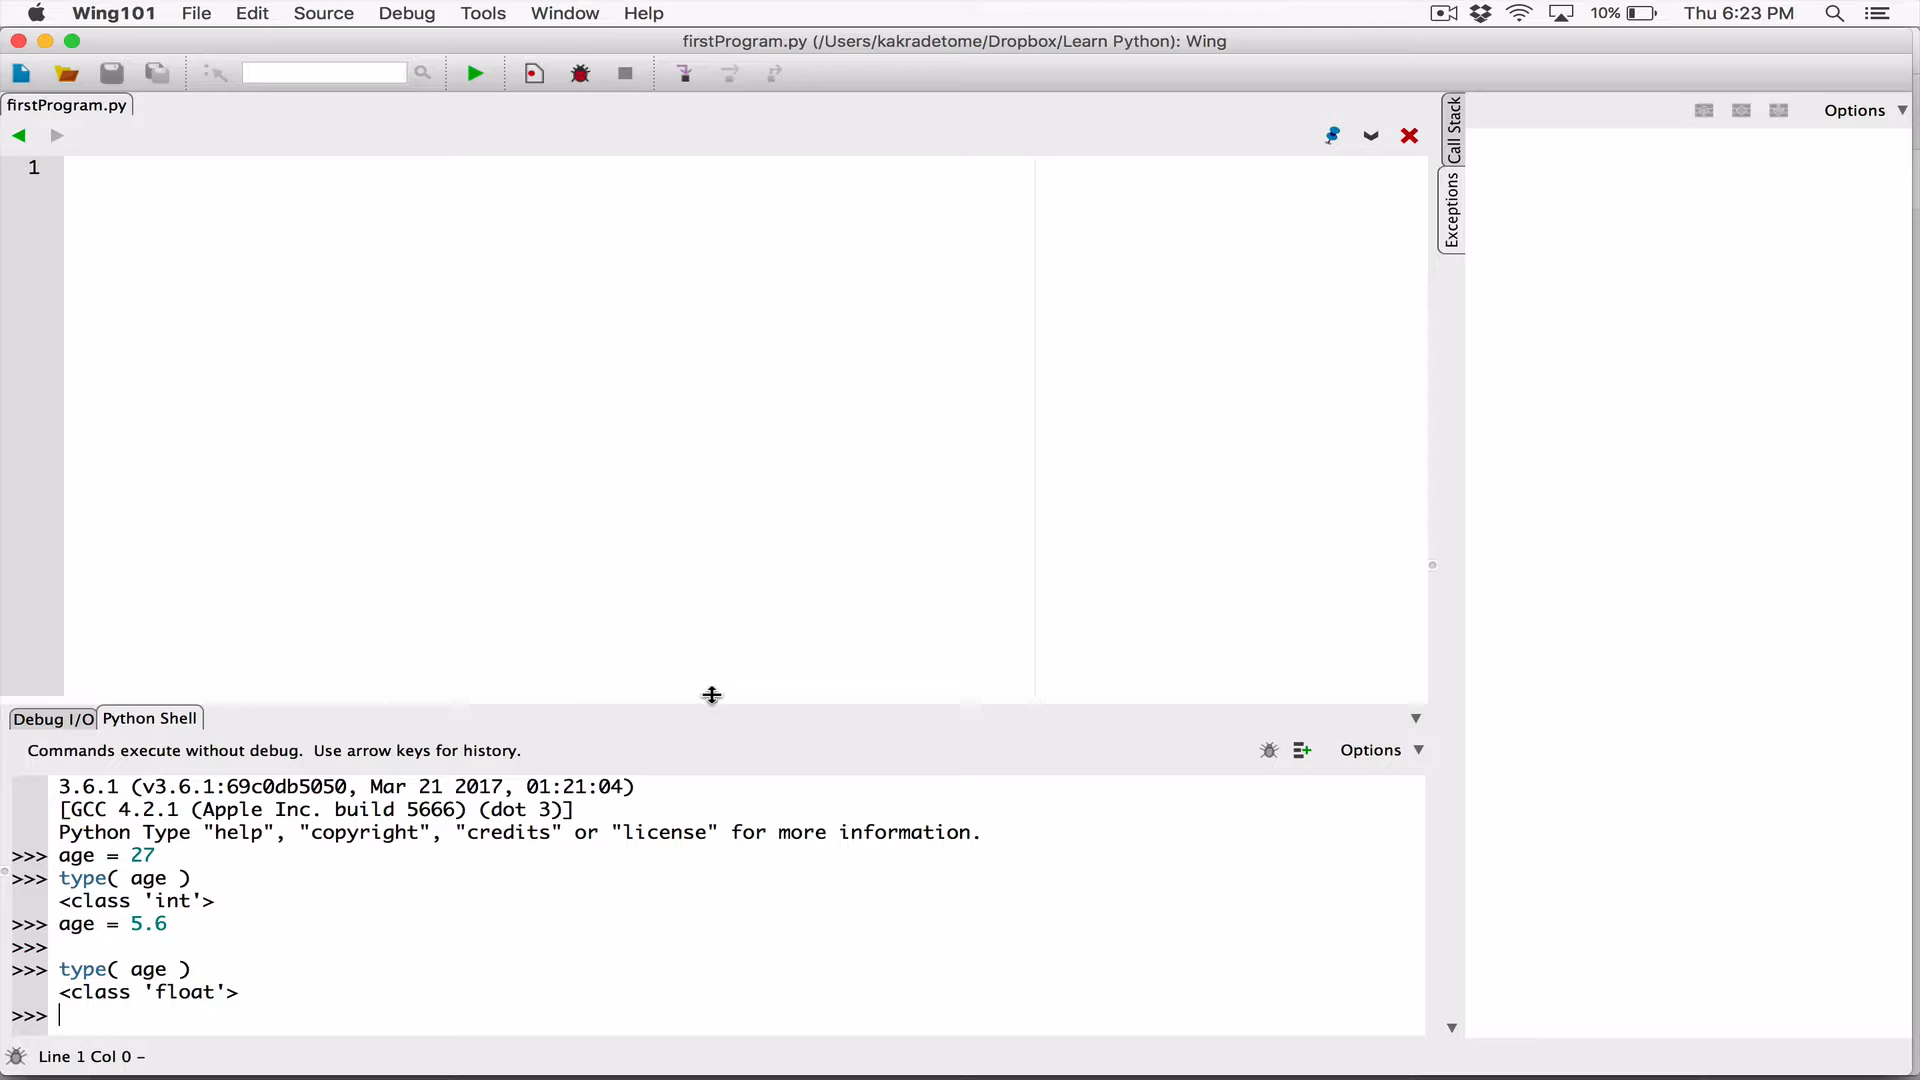 Wing101 File Edit Source Debug Tools Window Help 10% Thu 6:23 PM
firstProgram.py (/Users/kakradetome/Dropbox/Learn Python): Wing
firstProgram.py
Options
Call Stack
Exceptions
1
Debug I/O Python Shell
Commands execute without debug. Use arrow keys for history.
Options
3.6.1 (v3.6.1:69c0db5050, Mar 21 2017, 01:21:04)
[GCC 4.2.1 (Apple Inc. build 5666) (dot 3)]
Python Type "help", "copyright", "credits" or "license" for more information.
>>> age = 27
>>> type( age )
<class 'int'>
>>> age = 5.6
>>>
>>> type( age )
<class 'float'>
>>>
Line 1 Col 0 –